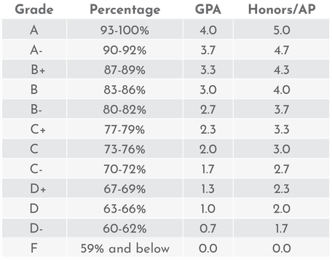 Grade Percentage GPA Honors/AP
A 93-100% 4.0 5.0
A- 90-92% 3.7 4.7
B+ 87-89% 3.3 4.3
B 83-86% 3.0 4.0
B- 80-82% 2.7 3.7
C+ 77-79% 2.3 3.3
C 73-76% 2.0 3.0
C- 70-72% 1.7 2.7
D+ 67-69% 1.3 2.3
D 63-66% 1.0 2.0
D- 60-62% 0.7 1.7
F 59% and below 0.0 0.0